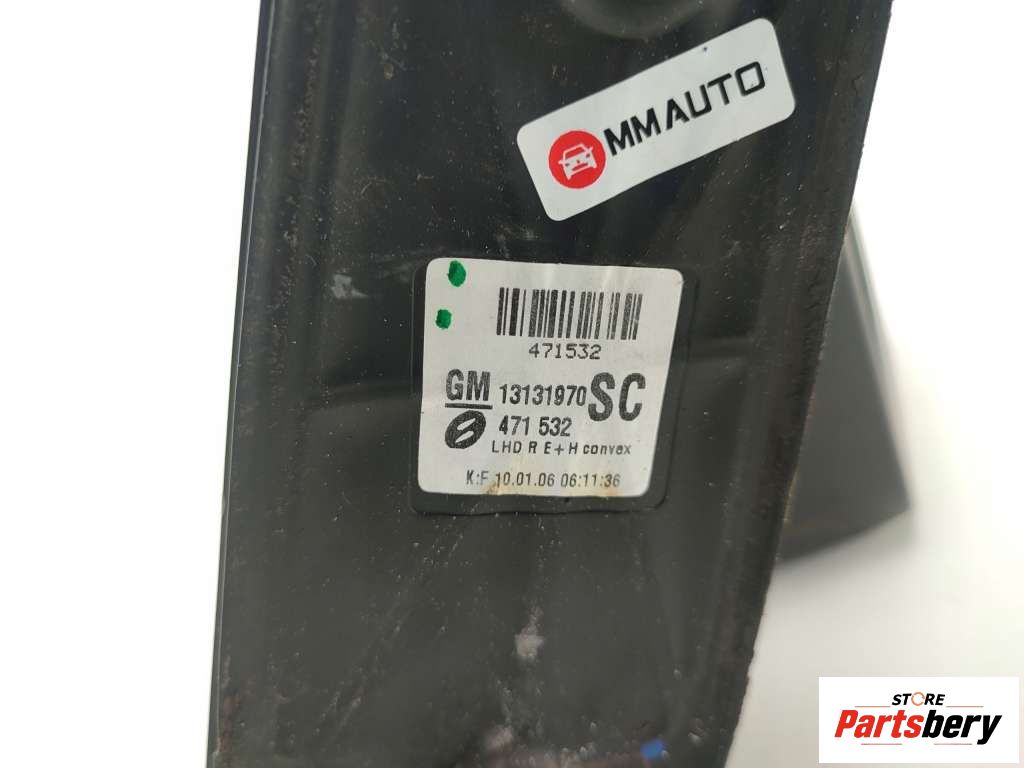 MMAUTO
471532
GM 13131970 SC
471 532
LHD R E+H convex
K:F 10.01.06 06:11:36
STORE
Partsbery